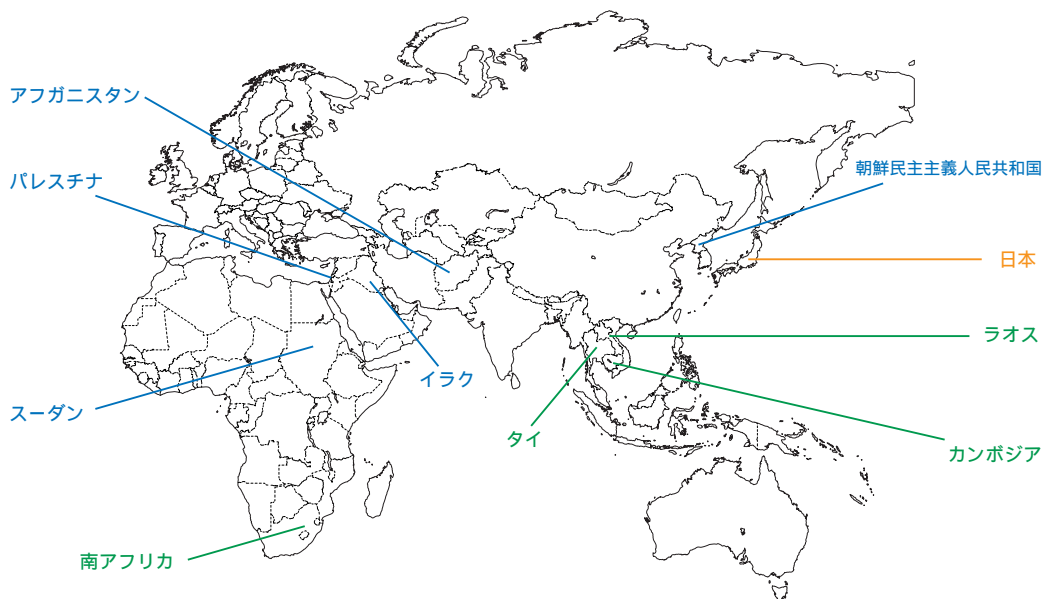 アフガニスタン
パレスチナ
朝鮮民主主義人民共和国
日本
ラオス
イラク
スーダン
タイ
カンボジア
南アフリカ